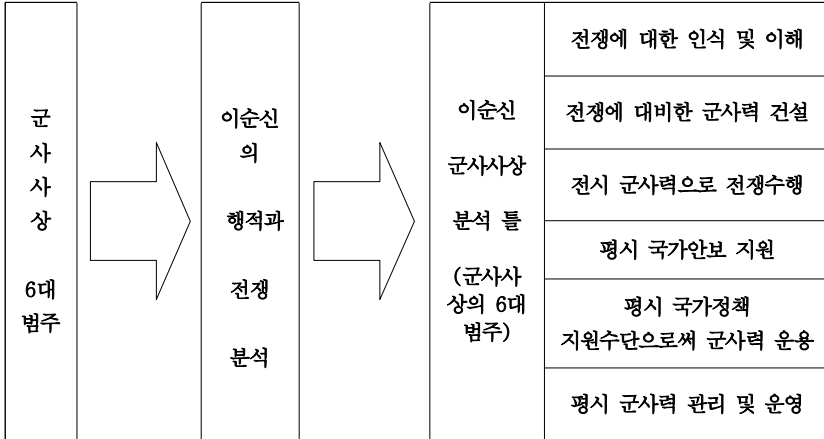 군
사
사
상
6대
범주
이순신
의
행적과
전쟁
분석
이순신
군사사상
분석 틀
(군사사
상의 6대
범주)
전쟁에 대한 인식 및 이해
전쟁에 대비한 군사력 건설
전시 군사력으로 전쟁수행
평시 국가안보 지원
평시 국가정책
지원수단으로써 군사력 운용
평시 군사력 관리 및 운영